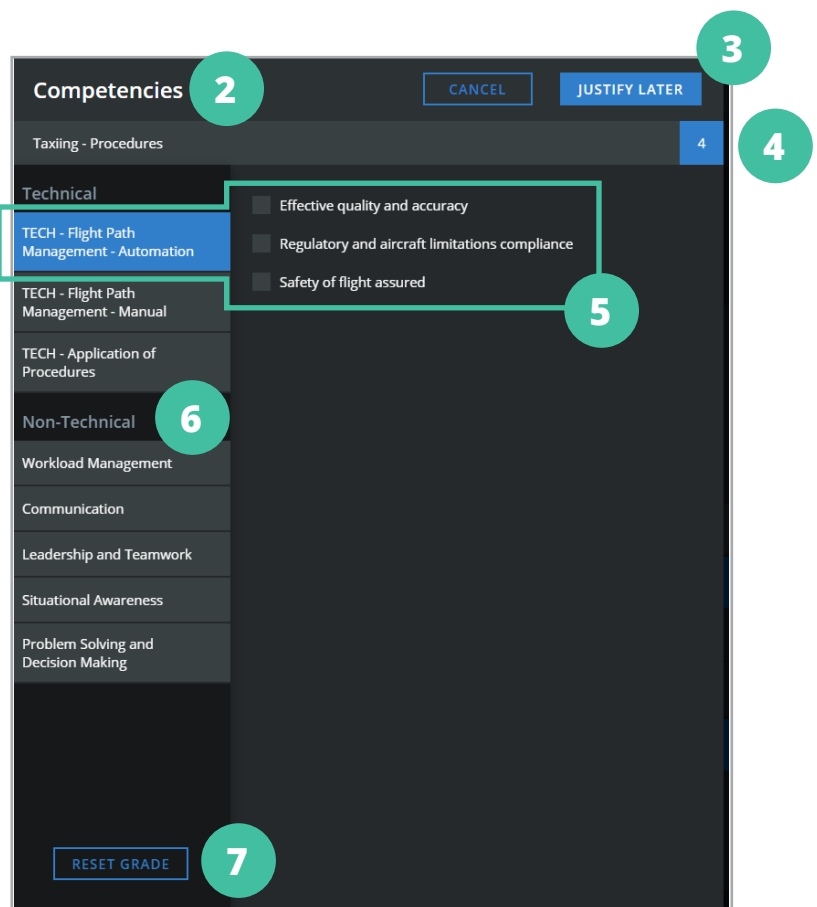 3
Competencies 2 CANCEL JUSTIFY LATER
Taxiing - Procedures 4 4
Technical
TECH - Flight Path
Management - Automation
TECH - Flight Path
Management - Manual
TECH - Application of
Procedures
Non-Technical 6
Workload Management
Communication
Leadership and Teamwork
Situational Awareness
Problem Solving and
Decision Making
Effective quality and accuracy
Regulatory and aircraft limitations compliance
Safety of flight assured
5
RESET GRADE 7